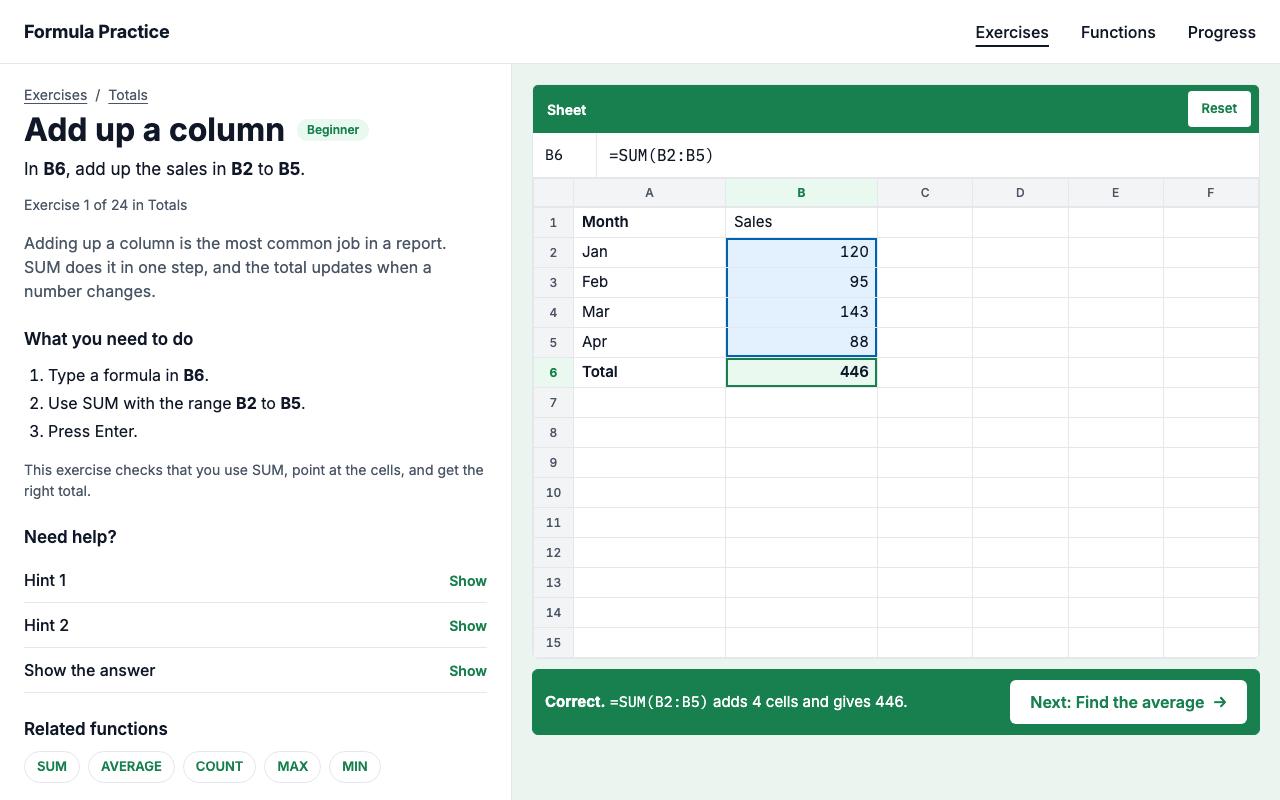 Formula Practice
Exercises Functions Progress
Exercises / Totals
Add up a column Beginner
In B6, add up the sales in B2 to B5.
Exercise 1 of 24 in Totals
Adding up a column is the most common job in a report.
SUM does it in one step, and the total updates when a
number changes.
What you need to do
1. Type a formula in B6.
2. Use SUM with the range B2 to B5.
3. Press Enter.
This exercise checks that you use SUM, point at the cells, and get the
right total.
Need help?
Hint 1 Show
Hint 2 Show
Show the answer Show
Related functions
SUM AVERAGE COUNT MAX MIN
Sheet Reset
B6 =SUM(B2:B5)
A B C D E F
1 Month Sales
2 Jan 120
3 Feb 95
4 Mar 143
5 Apr 88
6 Total 446
7
8
9
10
11
12
13
14
15
Correct. =SUM(B2:B5) adds 4 cells and gives 446. Next: Find the average →